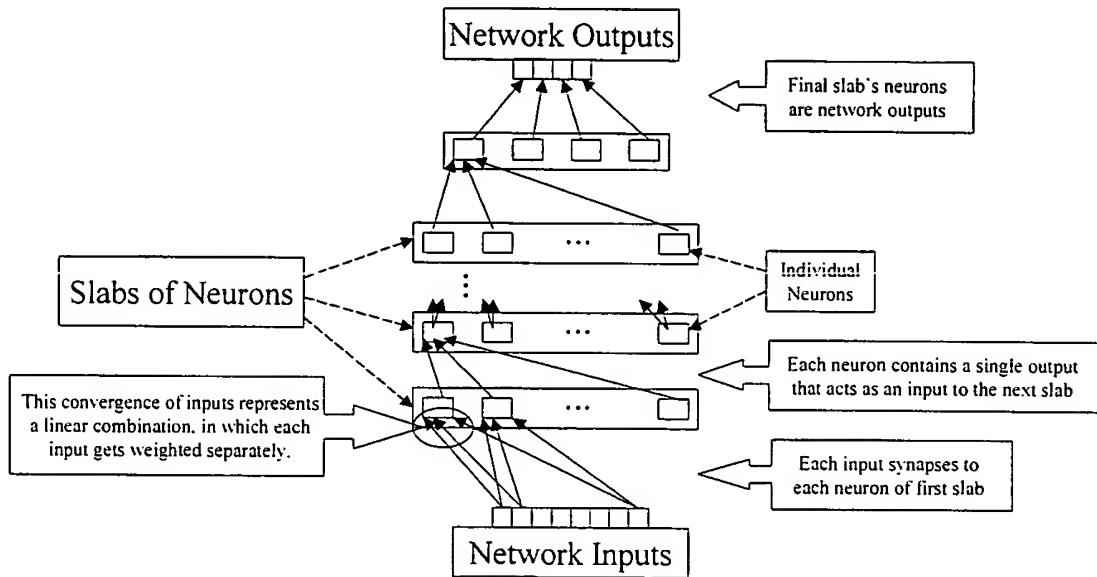 Network Outputs
Final slab's neurons
are network outputs
...
Slabs of Neurons
Individual
Neurons
...
Each neuron contains a single output
that acts as an input to the next slab
This convergence of inputs represents
a linear combination, in which each
input gets weighted separately.
...
Each input synapses to
each neuron of first slab
Network Inputs